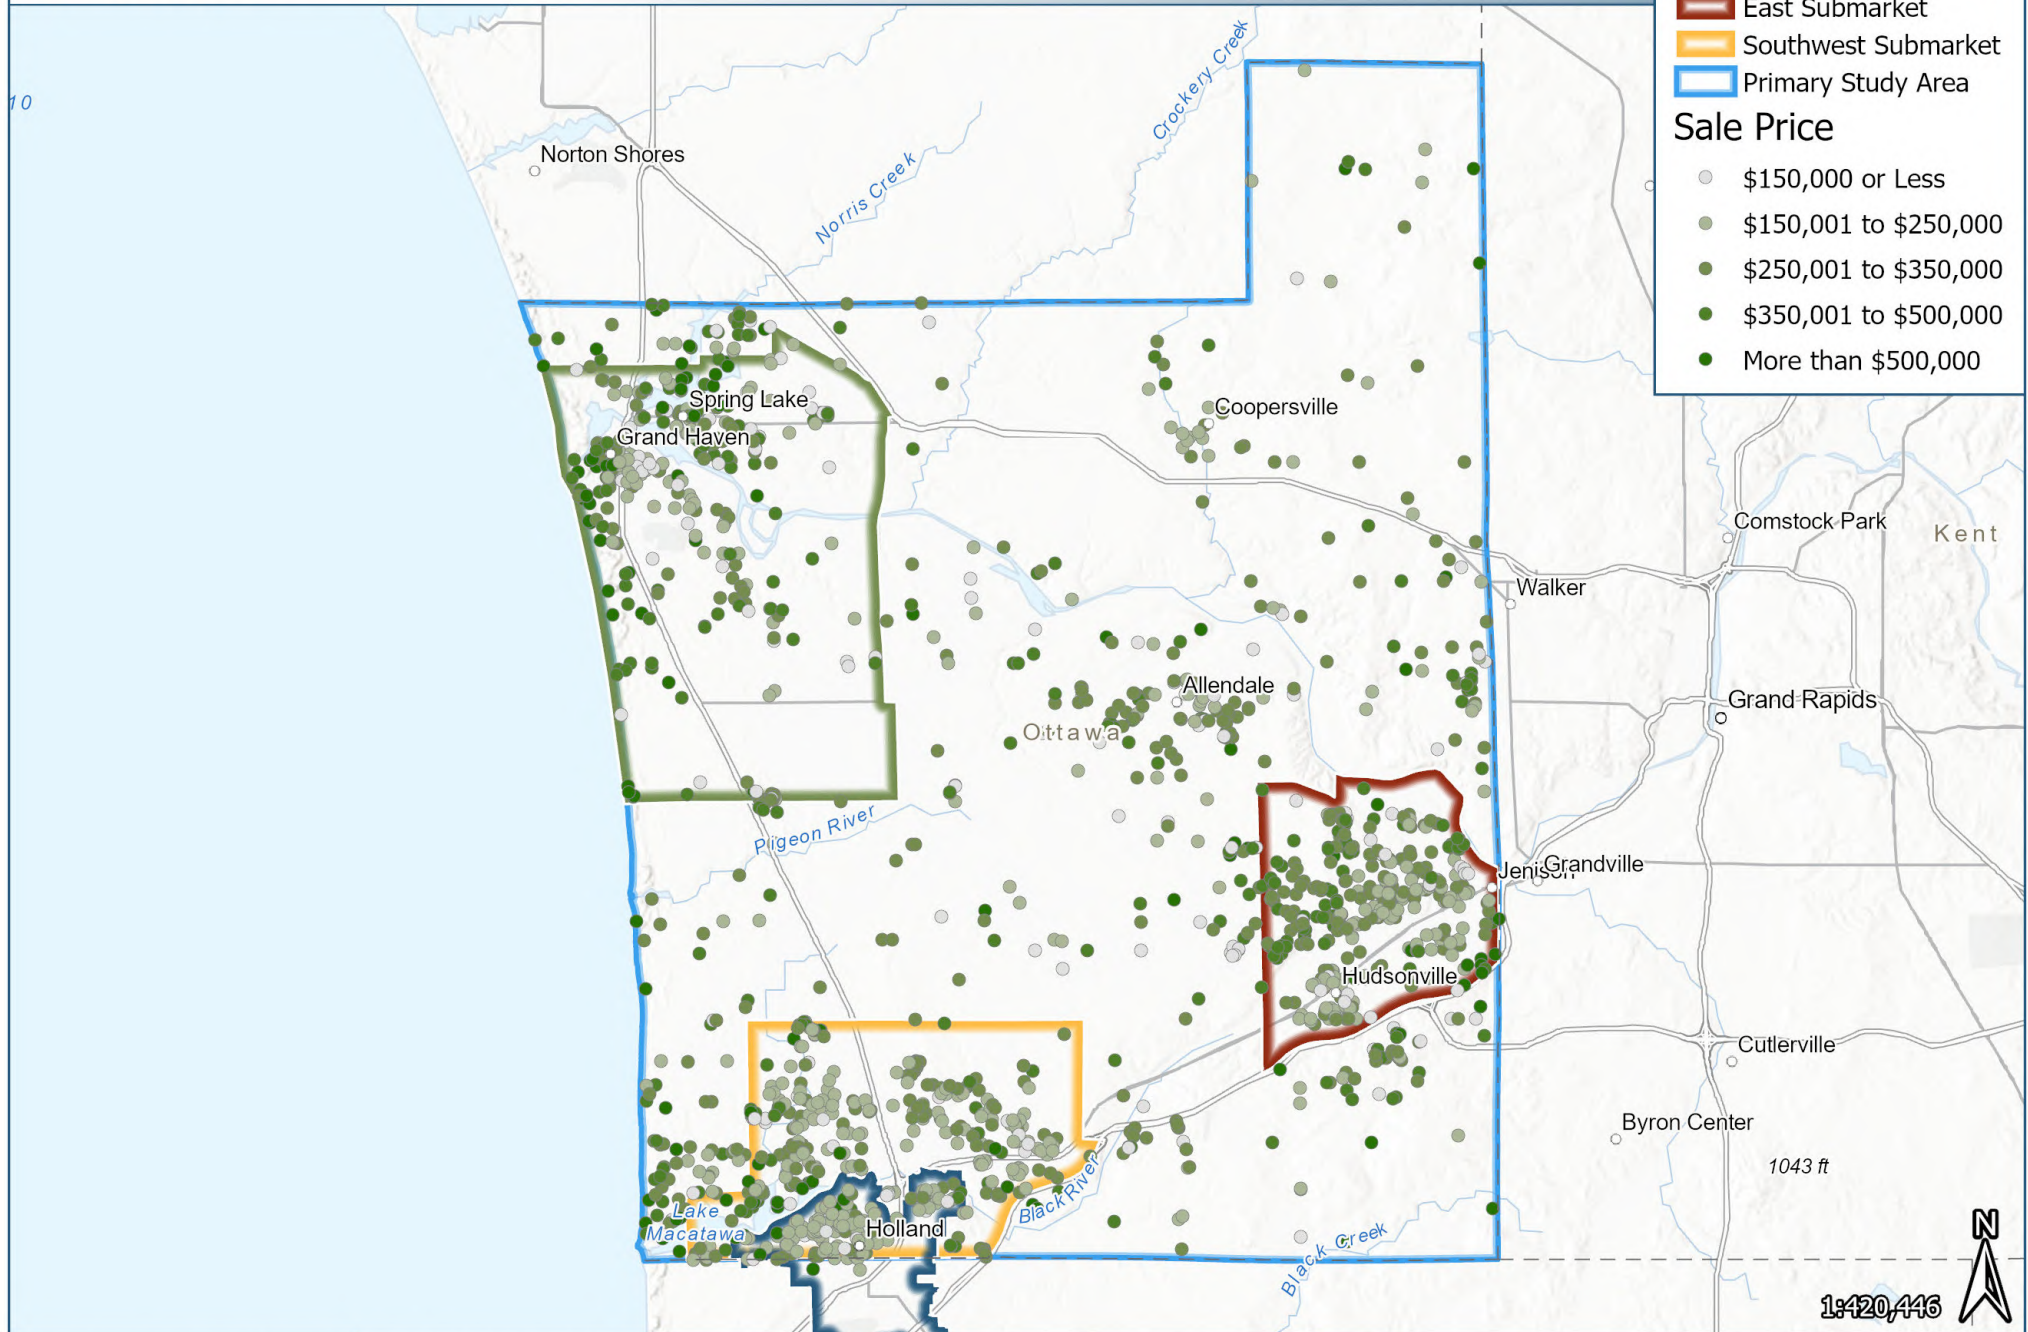 East Submarket
Southwest Submarket
Primary Study Area
Sale Price
$150,000 or Less
$150,001 to $250,000
$250,001 to $350,000
$350,001 to $500,000
More than $500,000
10
Crockery Creek
Norton Shores
Norris Creek
Spring Lake
Coopersville
Grand Haven
Comstock Park
Kent
Walker
Allendale
Grand Rapids
Ottawa
Pigeon River
Jenison
Grandville
Hudsonville
Cutlerville
Byron Center
1043 ft
Lake
Macatawa
Black River
Holland
Black Creek
N
1:420,446